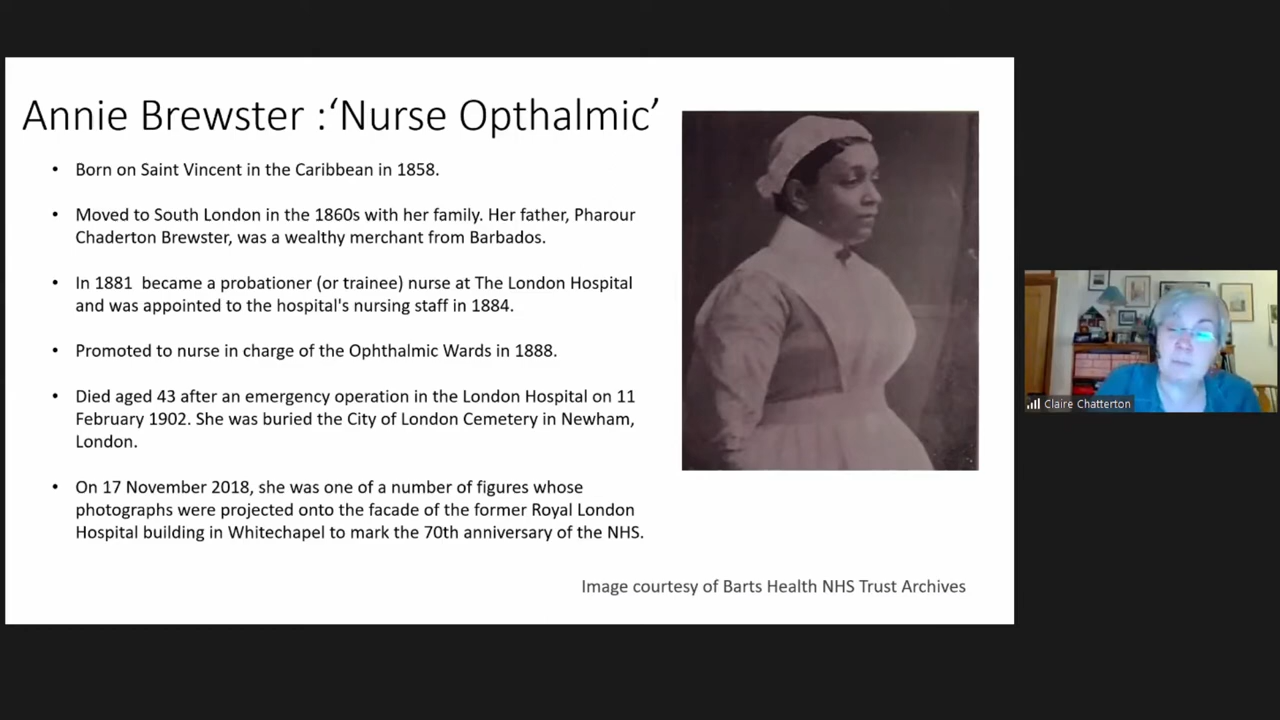 Annie Brewster :‘Nurse Opthalmic’
• Born on Saint Vincent in the Caribbean in 1858.
• Moved to South London in the 1860s with her family. Her father, Pharour
Chaderton Brewster, was a wealthy merchant from Barbados.
• In 1881  became a probationer (or trainee) nurse at The London Hospital
and was appointed to the hospital's nursing staff in 1884.
• Promoted to nurse in charge of the Ophthalmic Wards in 1888.
• Died aged 43 after an emergency operation in the London Hospital on 11
February 1902. She was buried the City of London Cemetery in Newham,
London.
• On 17 November 2018, she was one of a number of figures whose
photographs were projected onto the facade of the former Royal London
Hospital building in Whitechapel to mark the 70th anniversary of the NHS.
Image courtesy of Barts Health NHS Trust Archives
Claire Chatterton